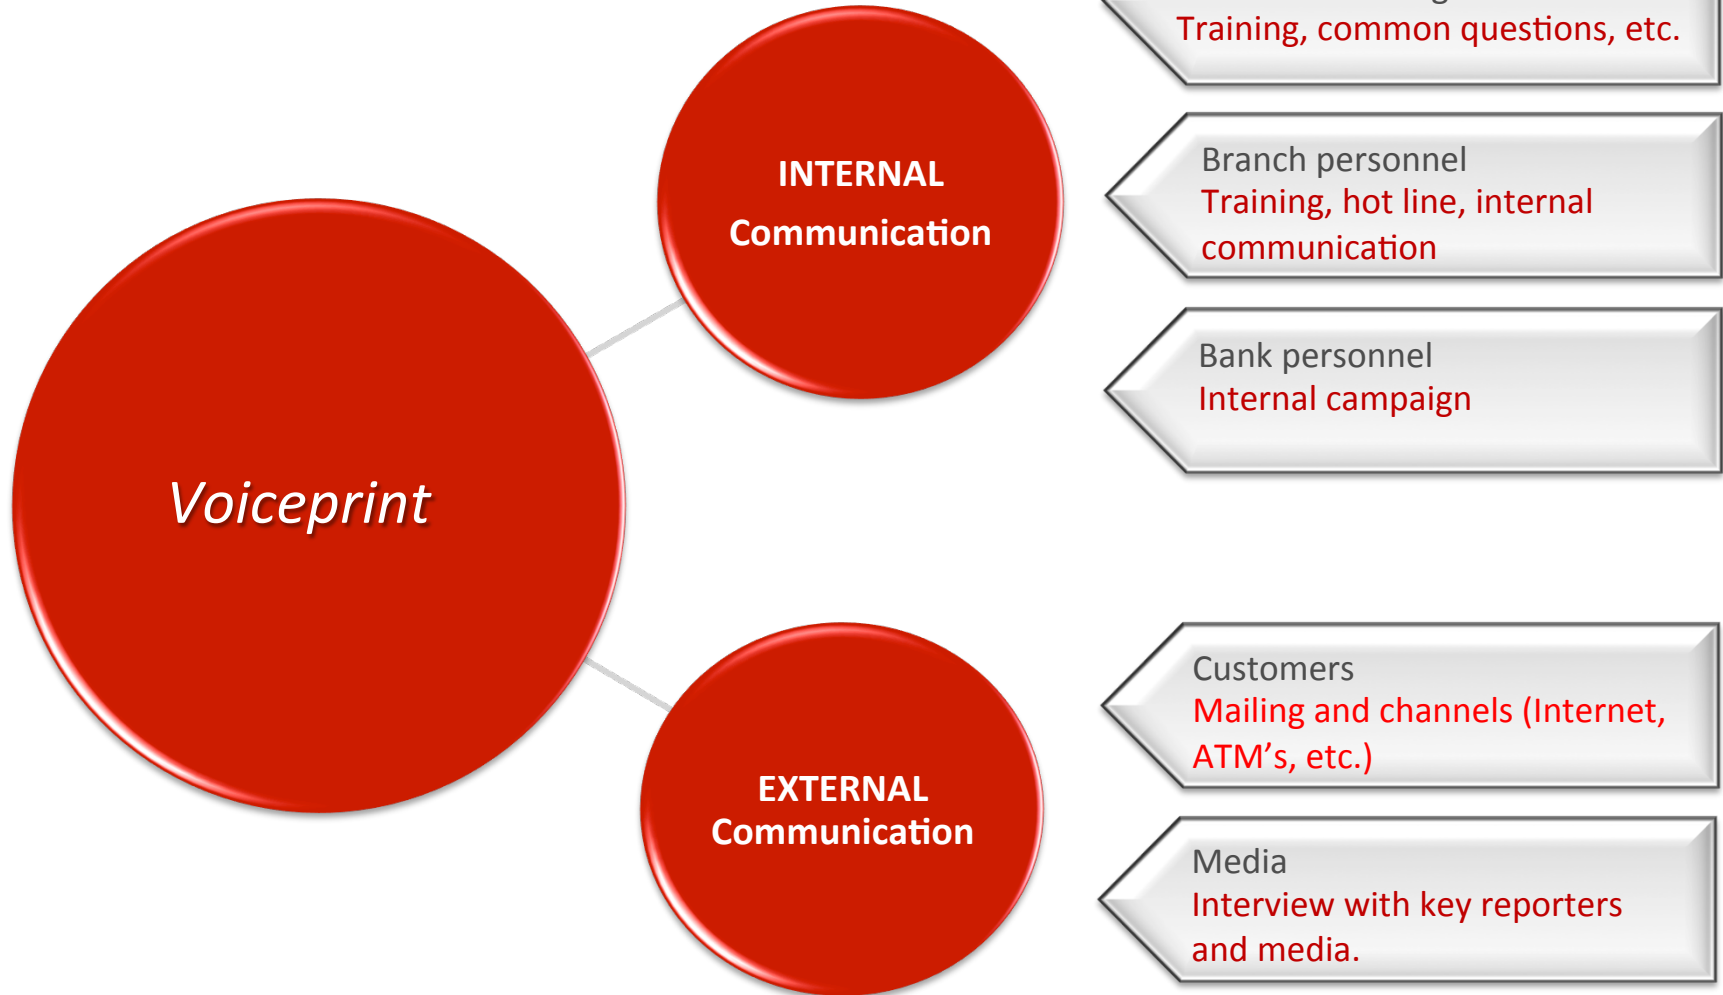 Training, common questions, etc.
INTERNAL
Communication
Branch personnel
Training, hot line, internal
communication
Bank personnel
Internal campaign
Voiceprint
Customers
Mailing and channels (Internet,
ATM’s, etc.)
EXTERNAL
Communication
Media
Interview with key reporters
and media.